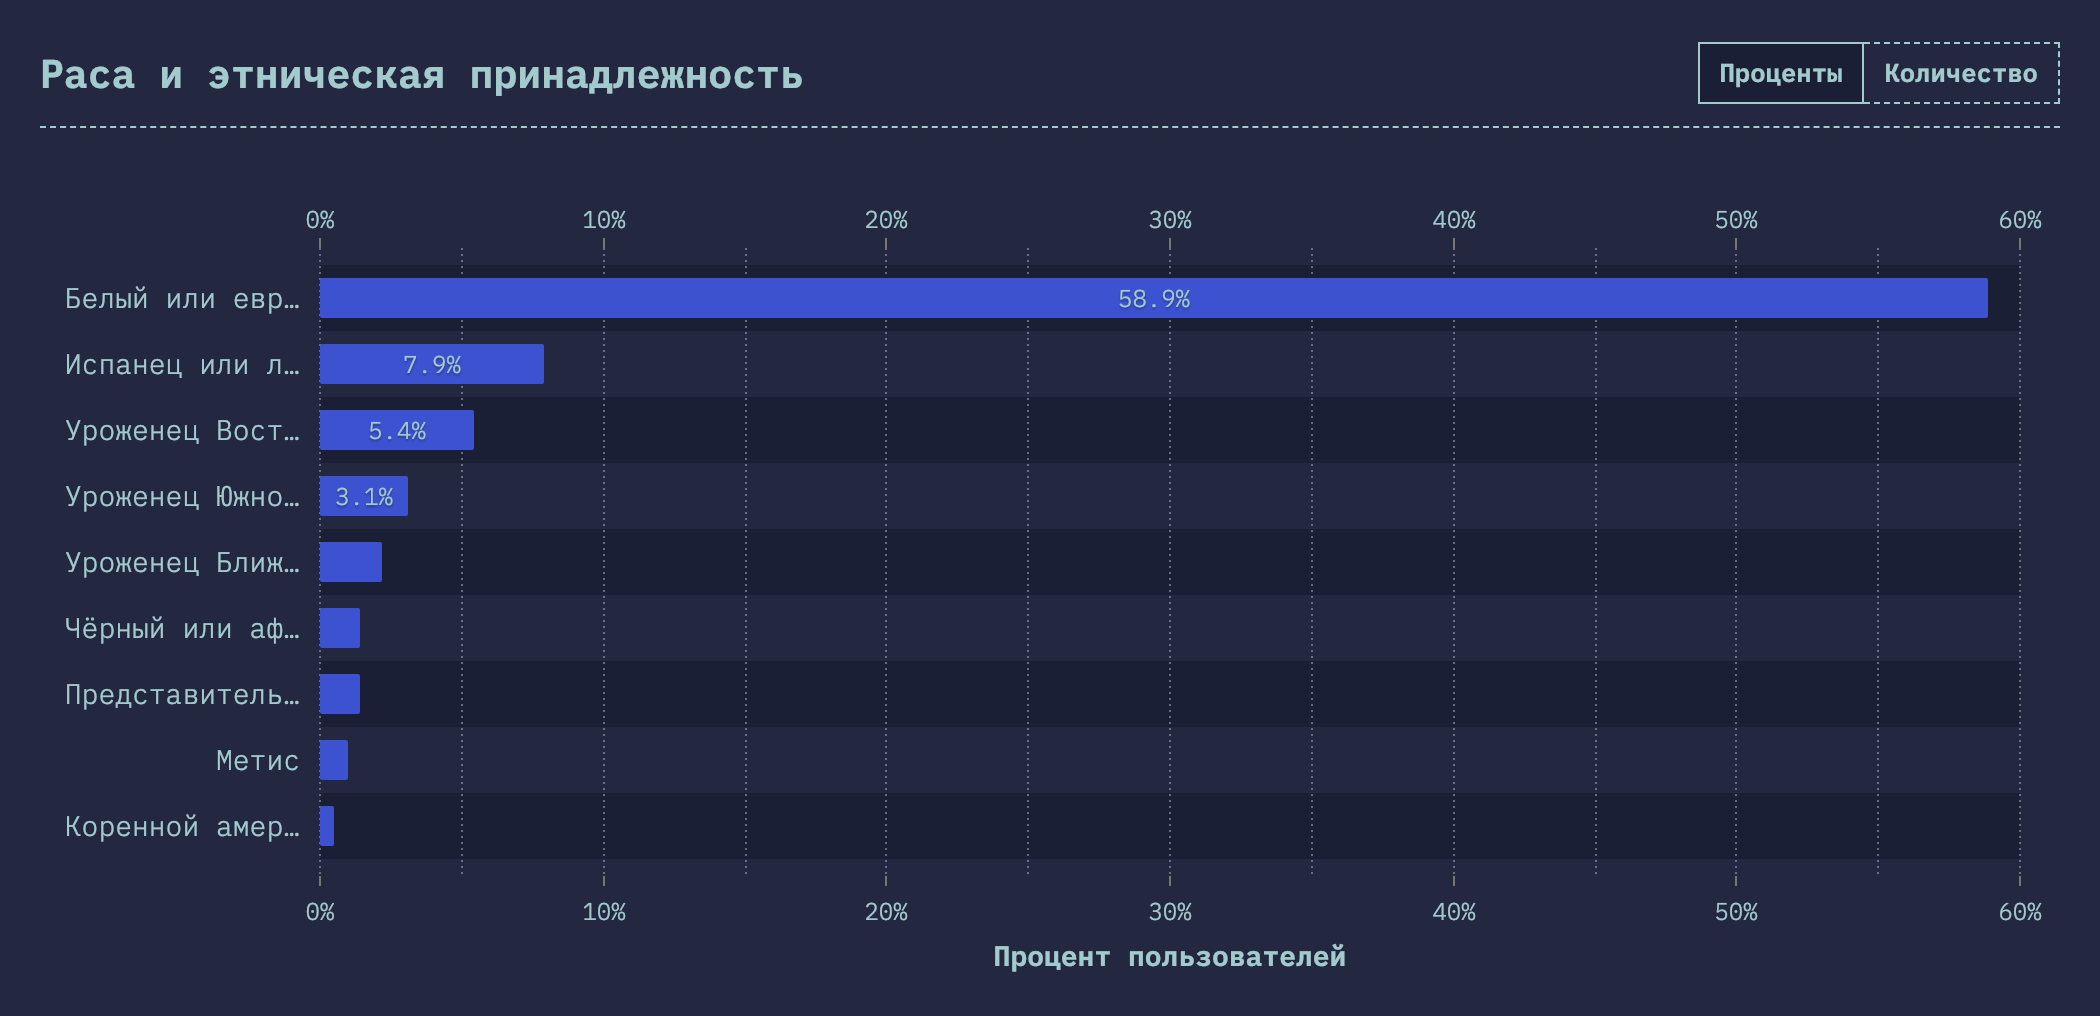 Раса и этническая принадлежность
Проценты Количество
0% 10% 20% 30% 40% 50% 60%
Белый или евр… 58.9%
Испанец или л… 7.9%
Уроженец Вост… 5.4%
Уроженец Южно… 3.1%
Уроженец Ближ…
Чёрный или аф…
Представитель…
Метис
Коренной амер…
0% 10% 20% 30% 40% 50% 60%
Процент пользователей